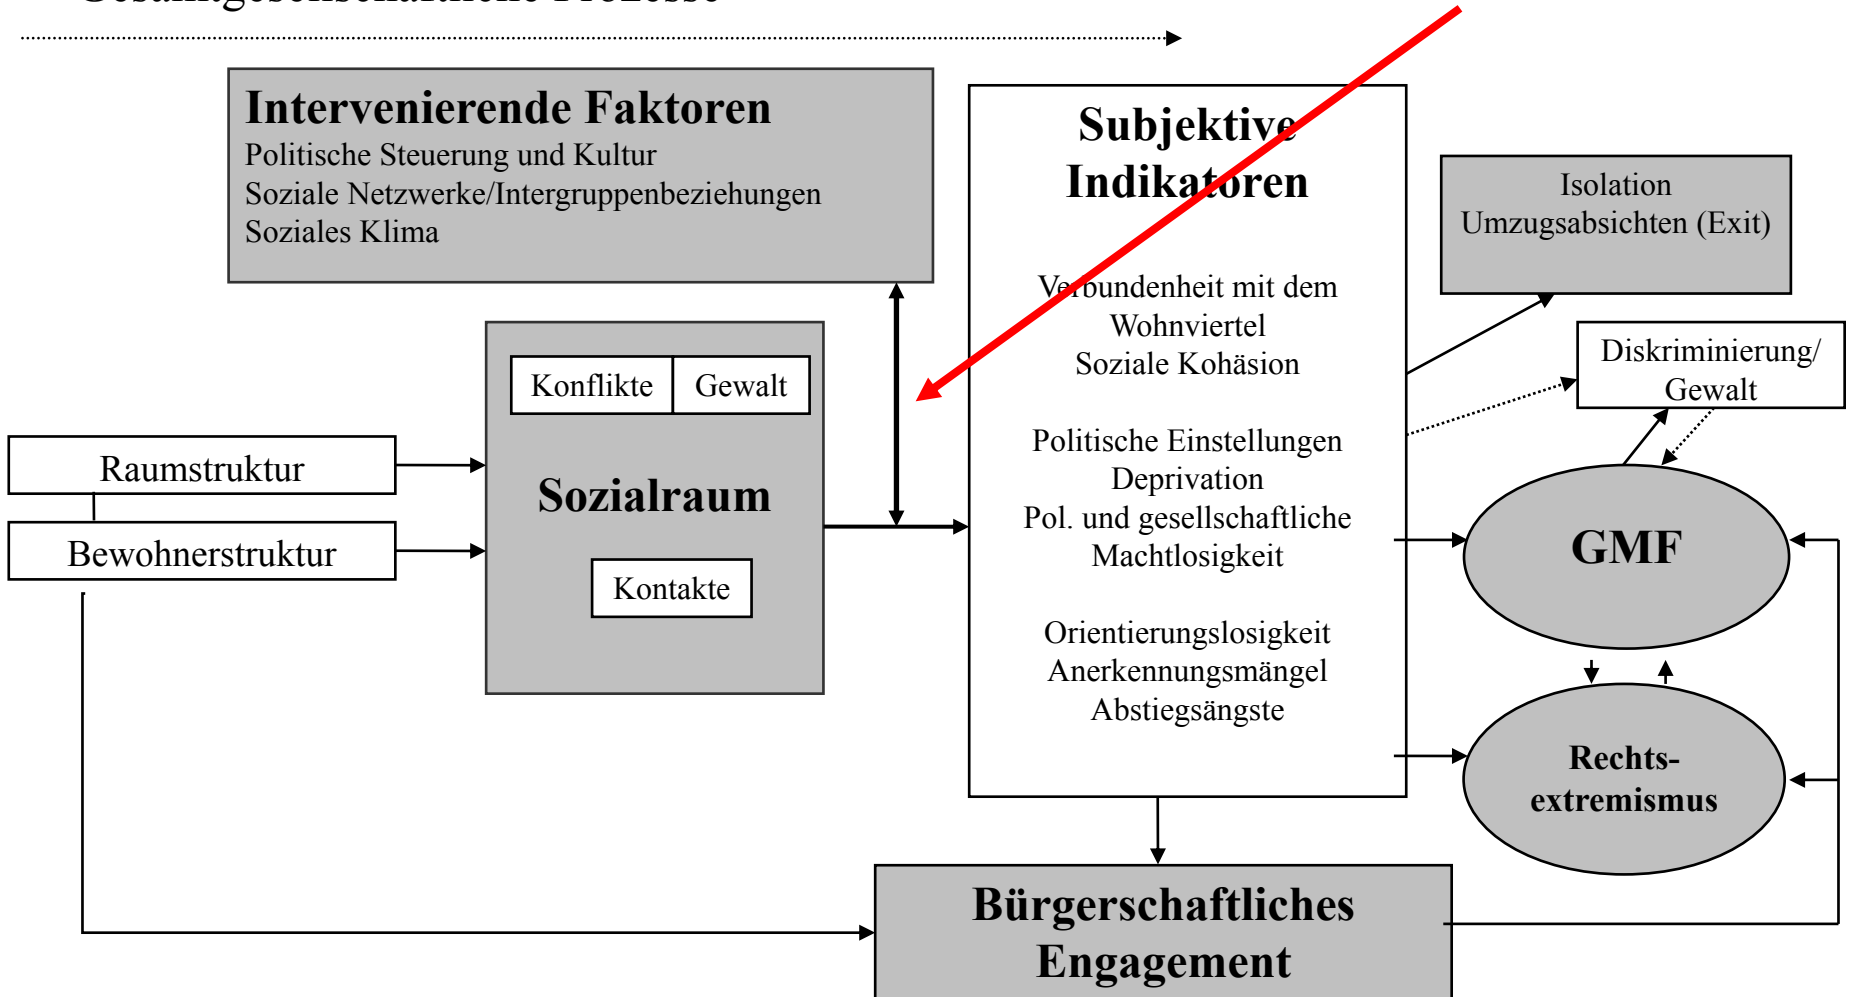 Gesamtgesellschaftliche Prozesse
Intervenierende Faktoren
Politische Steuerung und Kultur
Soziale Netzwerke/Intergruppenbeziehungen
Soziales Klima
Subjektive
Indikatoren
Verbundenheit mit dem
Wohnviertel
Soziale Kohäsion
Politische Einstellungen
Deprivation
Pol. und gesellschaftliche
Machtlosigkeit
Orientierungslosigkeit
Anerkennungsmängel
Abstiegsängste
Isolation
Umzugsabsichten (Exit)
Diskriminierung/
Gewalt
Konflikte
Gewalt
Sozialraum
Kontakte
Raumstruktur
Bewohnerstruktur
GMF
Rechts-
extremismus
Bürgerschaftliches
Engagement